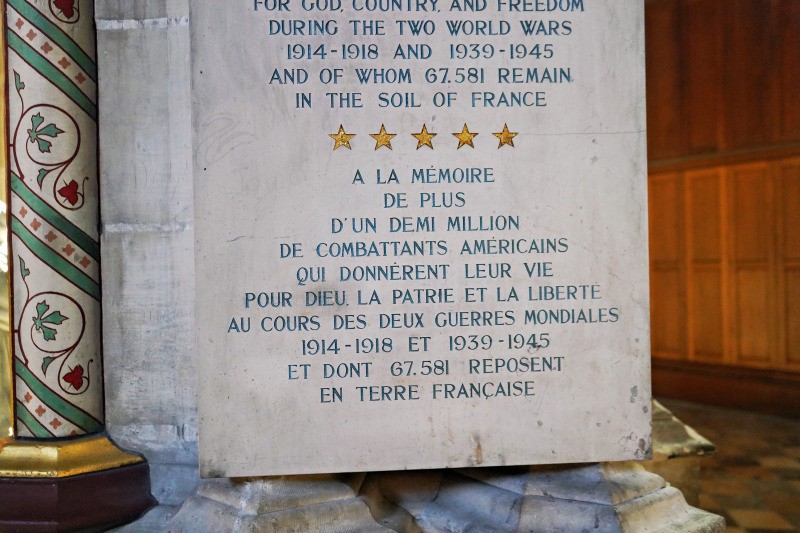 FOR GOD, COUNTRY, AND FREEDOM
DURING THE TWO WORLD WARS
1914-1918 AND 1939-1945
AND OF WHOM 67.581 REMAIN
IN THE SOIL OF FRANCE
A LA MÉMOIRE
DE PLUS
D'UN DEMI MILLION
DE COMBATTANTS AMÉRICAINS
QUI DONNÈRENT LEUR VIE
POUR DIEU, LA PATRIE ET LA LIBERTÉ
AU COURS DES DEUX GUERRES MONDIALES
1914-1918 ET 1939-1945
ET DONT 67.581 REPOSENT
EN TERRE FRANÇAISE